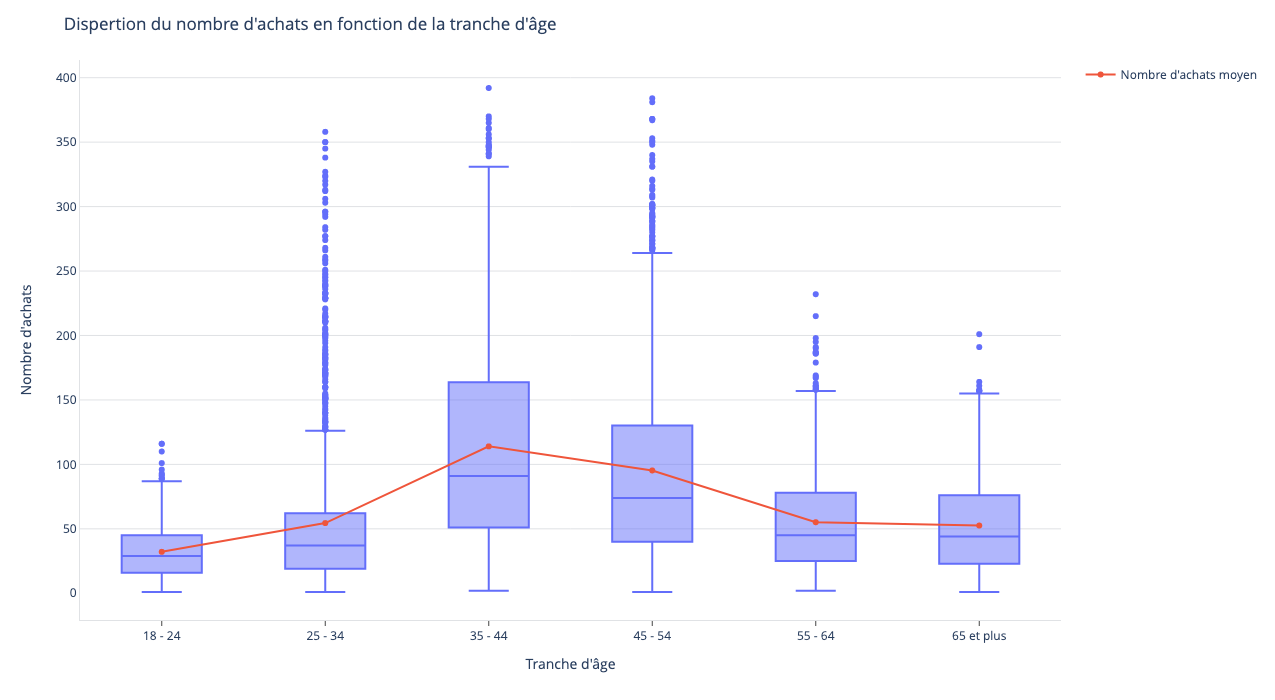 Dispertion du nombre d'achats en fonction de la tranche d'âge
Nombre d'achats moyen
400
350
300
250
200
150
100
50
0
Nombre d'achats
18 - 24
25 - 34
35 - 44
45 - 54
55 - 64
65 et plus
Tranche d'âge